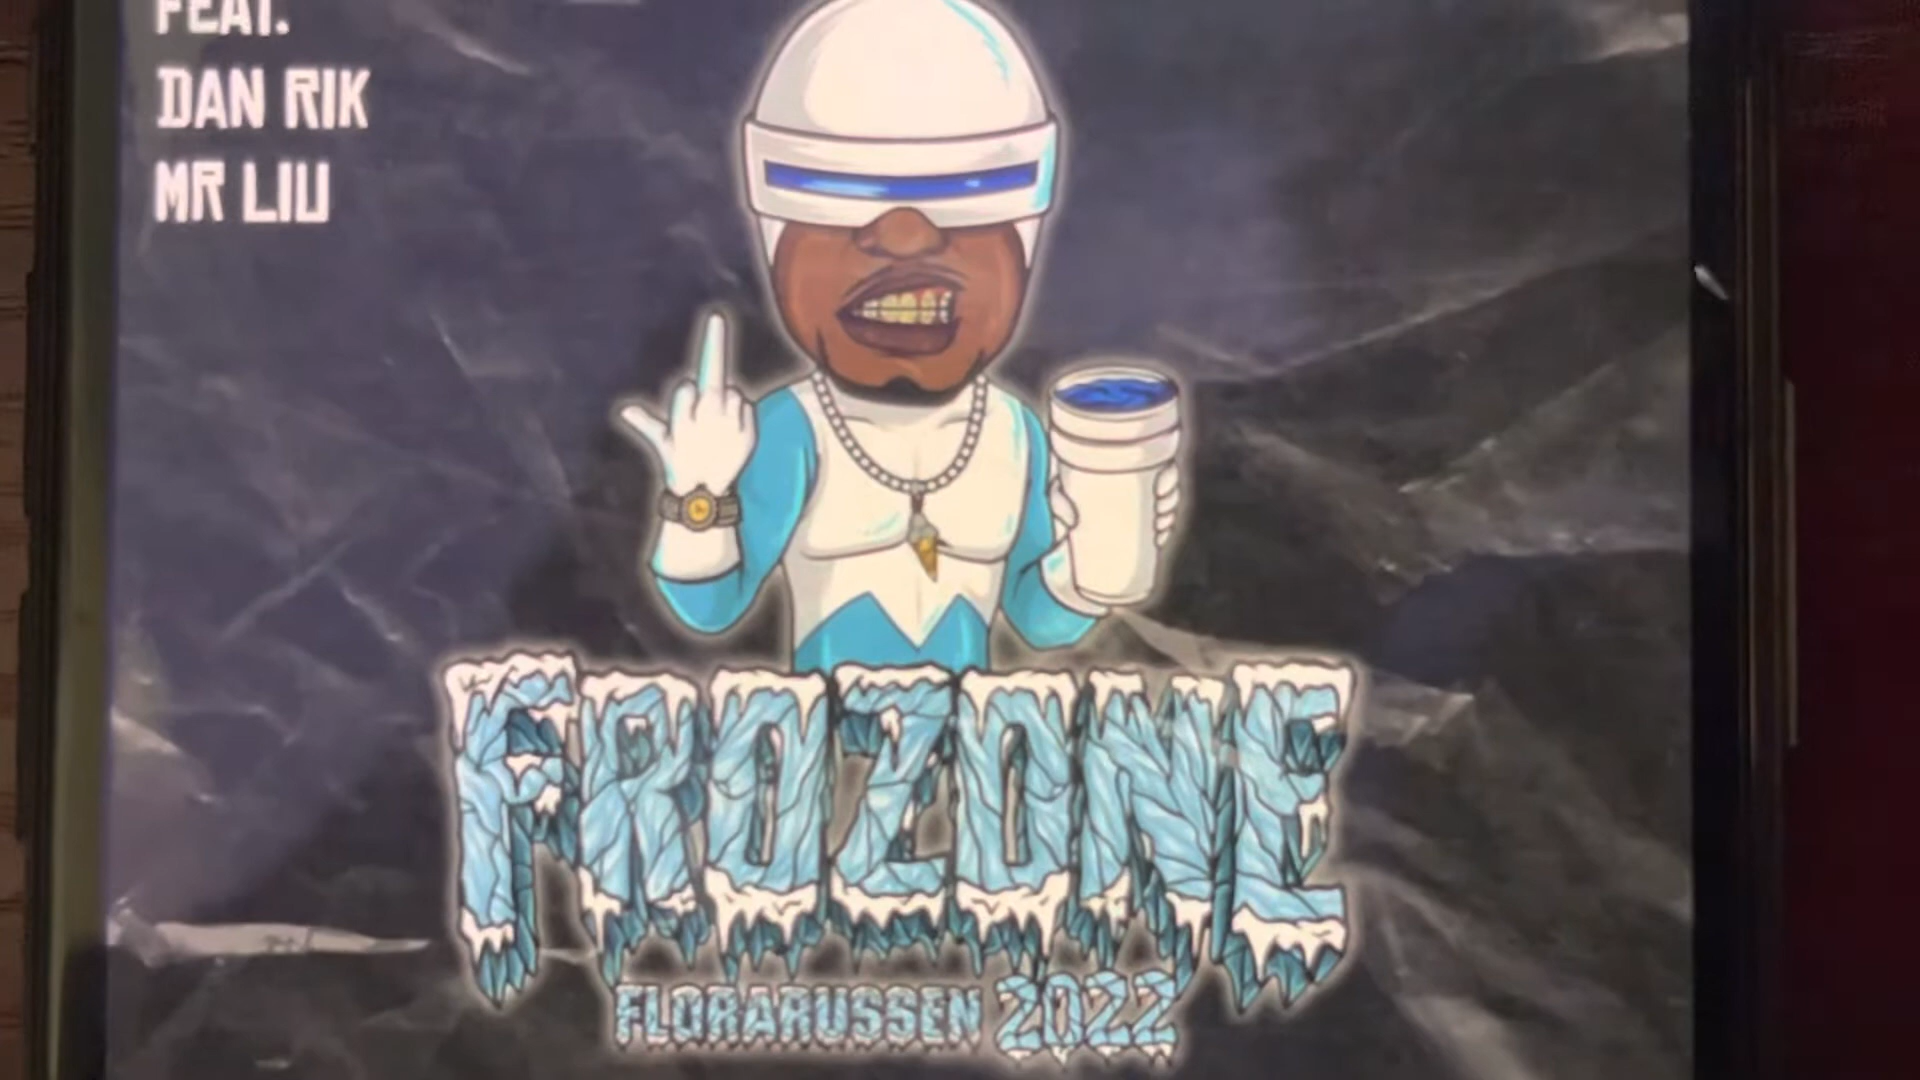 FEAT.
DAN RIK
MR LIU
FROZONE
FLORARUSSEN 2022